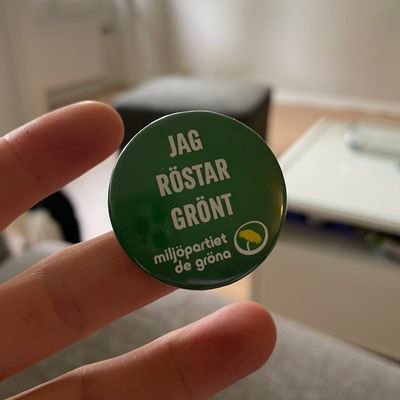 JAG
RÖSTAR
GRÖNT
miljöpartiet
de gröna